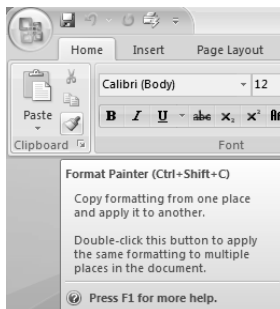 Home Insert Page Layout
Calibri (Body) 12
Paste
B I U abc X₂ X²
Clipboard Font
Format Painter (Ctrl+Shift+C)
Copy formatting from one place
and apply it to another.
Double-click this button to apply
the same formatting to multiple
places in the document.
Press F1 for more help.